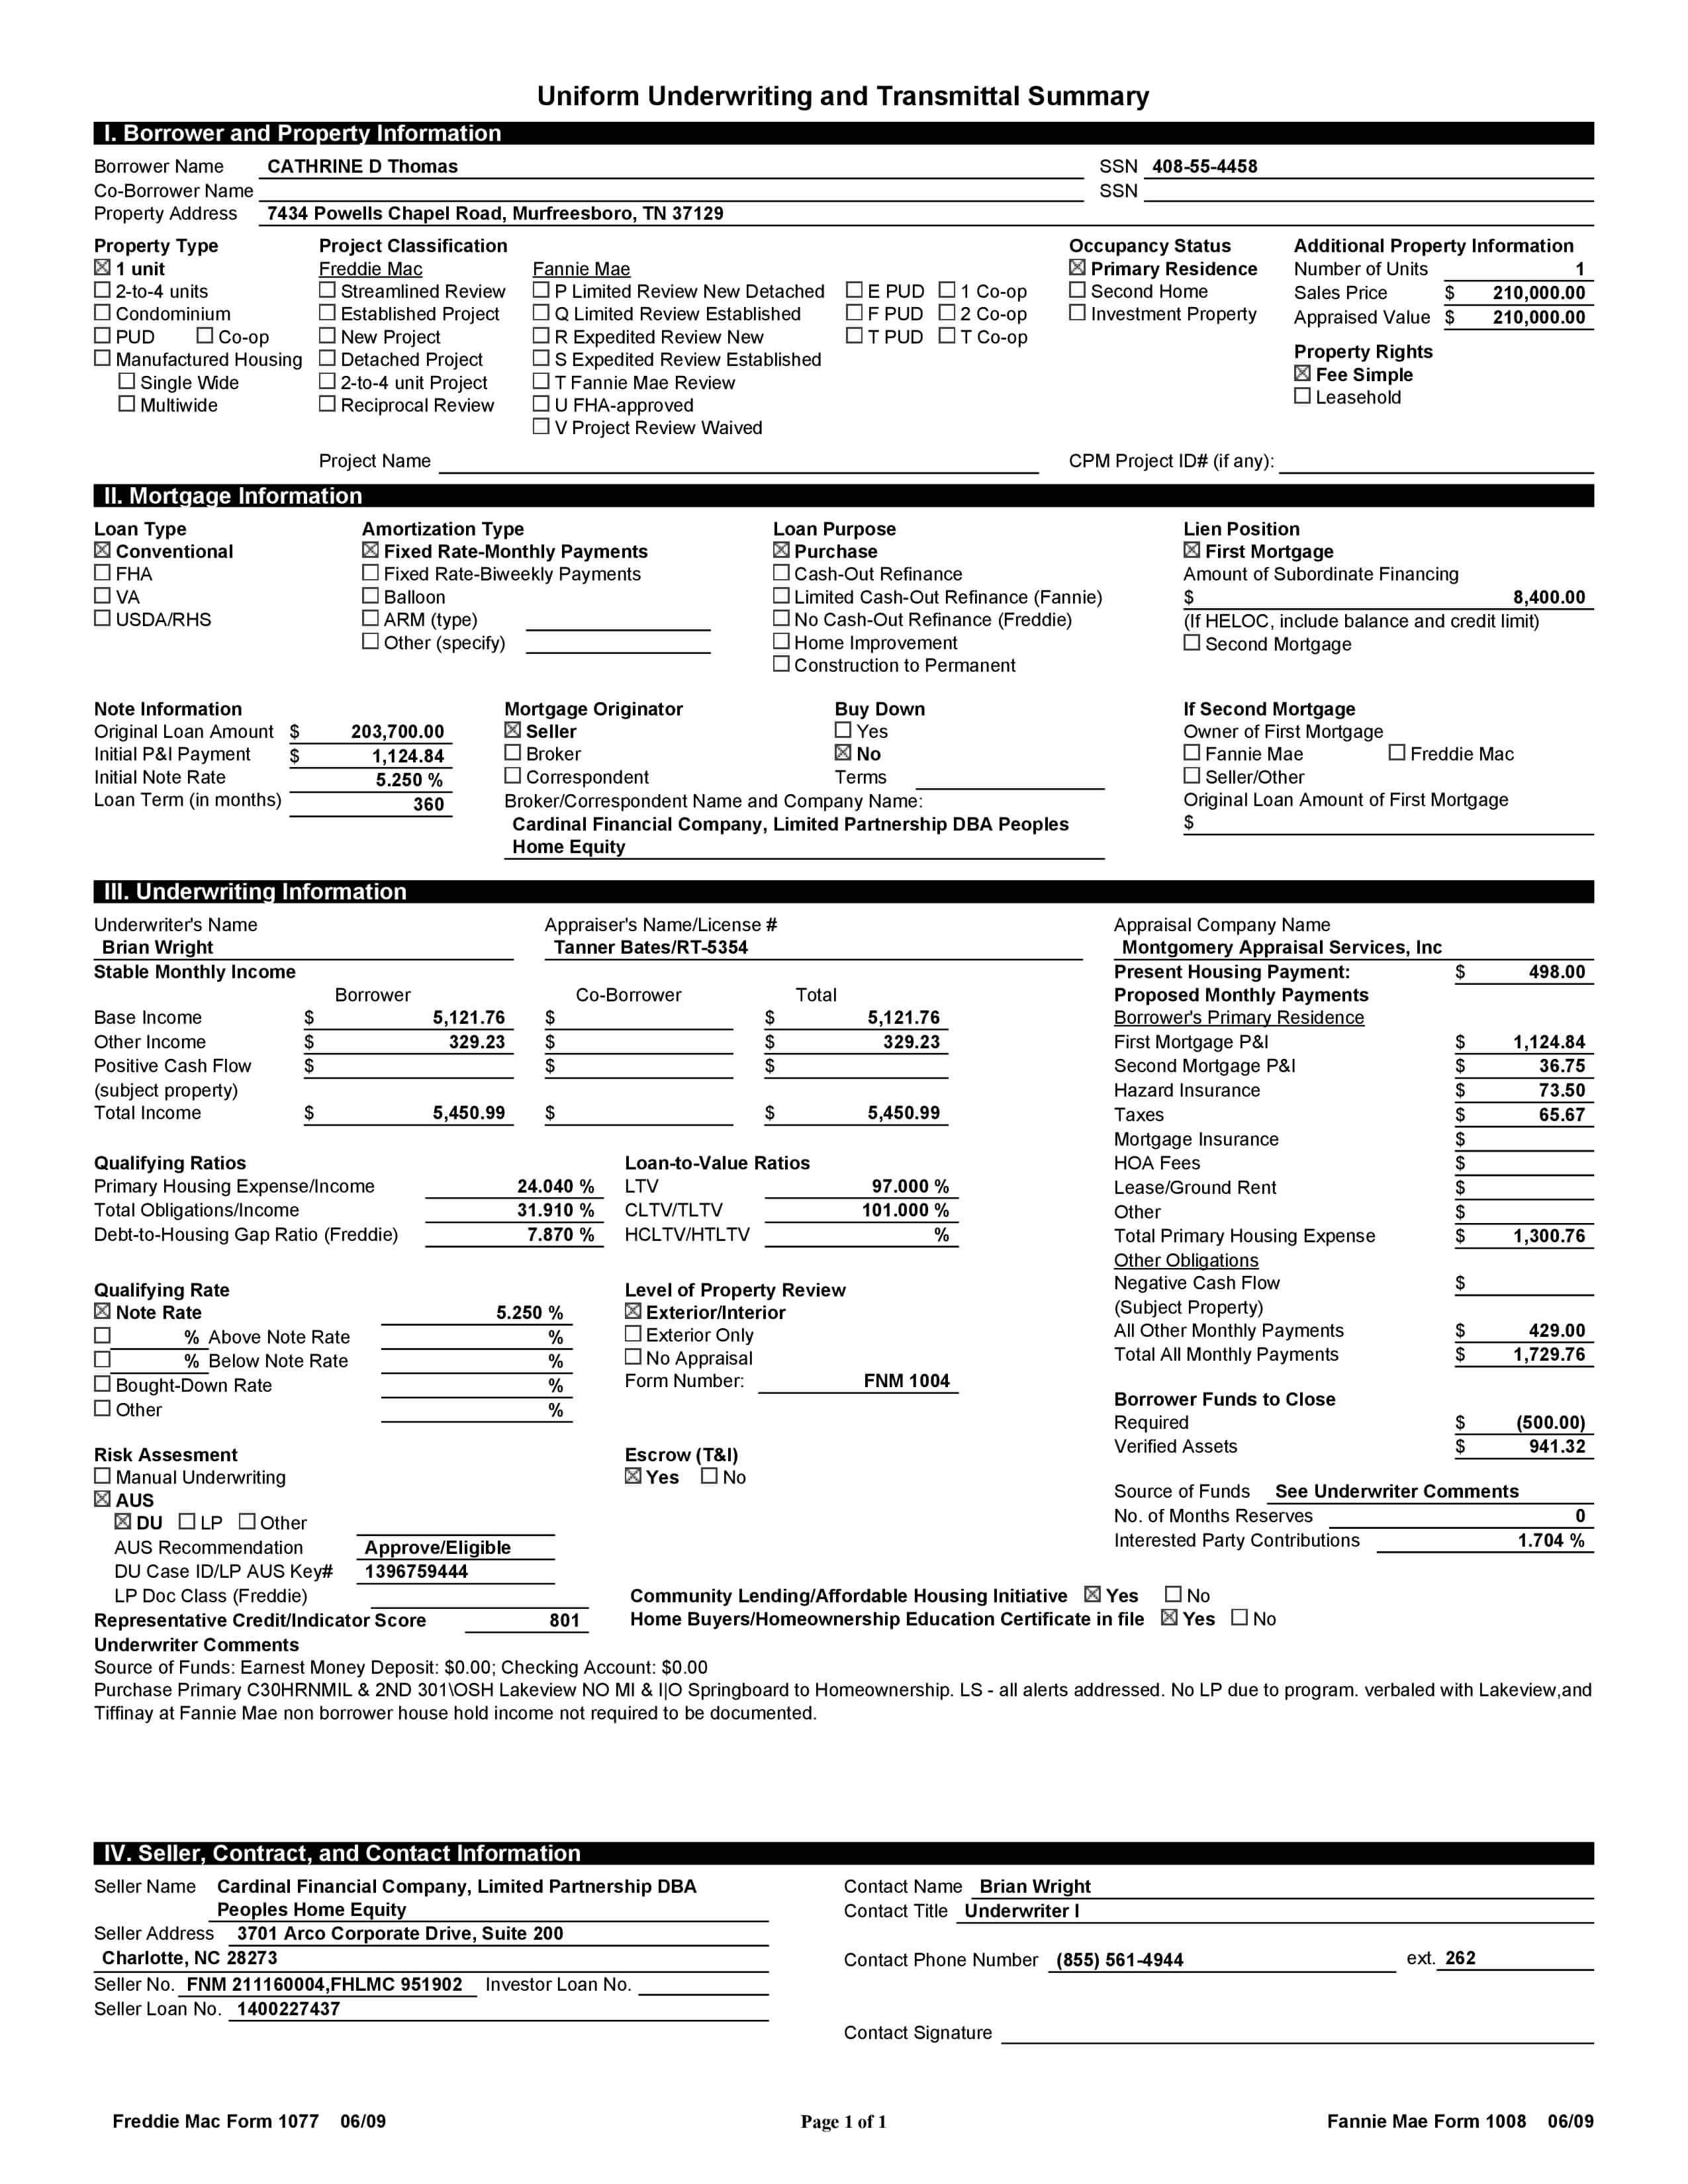 Uniform Underwriting and Transmittal Summary
I. Borrower and Property Information
Borrower Name CATHRINE D Thomas SSN 408-55-4458
Co-Borrower Name SSN
Property Address 7434 Powells Chapel Road, Murfreesboro, TN 37129
Property Type Project Classification Occupancy Status Additional Property Information
☒ 1 unit Freddie Mac Fannie Mae ☒ Primary Residence Number of Units 1
☐ 2-to-4 units ☐ Streamlined Review ☐ P Limited Review New Detached ☐ E PUD ☐ 1 Co-op ☐ Second Home Sales Price $ 210,000.00
☐ Condominium ☐ Established Project ☐ Q Limited Review Established ☐ F PUD ☐ 2 Co-op ☐ Investment Property Appraised Value $ 210,000.00
☐ PUD ☐ Co-op ☐ New Project ☐ R Expedited Review New ☐ T PUD ☐ T Co-op
☐ Manufactured Housing ☐ Detached Project ☐ S Expedited Review Established Property Rights
☐ Single Wide ☐ 2-to-4 unit Project ☐ T Fannie Mae Review ☒ Fee Simple
☐ Multiwide ☐ Reciprocal Review ☐ U FHA-approved ☐ Leasehold
☐ V Project Review Waived
Project Name CPM Project ID# (if any):
II. Mortgage Information
Loan Type Amortization Type Loan Purpose Lien Position
☒ Conventional ☒ Fixed Rate-Monthly Payments ☒ Purchase ☒ First Mortgage
☐ FHA ☐ Fixed Rate-Biweekly Payments ☐ Cash-Out Refinance Amount of Subordinate Financing
☐ VA ☐ Balloon ☐ Limited Cash-Out Refinance (Fannie) $ 8,400.00
☐ USDA/RHS ☐ ARM (type) ☐ No Cash-Out Refinance (Freddie) (If HELOC, include balance and credit limit)
☐ Other (specify) ☐ Home Improvement ☐ Second Mortgage
☐ Construction to Permanent
Note Information Mortgage Originator Buy Down If Second Mortgage
Original Loan Amount $ 203,700.00 ☒ Seller ☐ Yes Owner of First Mortgage
Initial P&I Payment $ 1,124.84 ☐ Broker ☒ No ☐ Fannie Mae ☐ Freddie Mac
Initial Note Rate 5.250 % ☐ Correspondent Terms ☐ Seller/Other
Loan Term (in months) 360 Broker/Correspondent Name and Company Name: Original Loan Amount of First Mortgage
Cardinal Financial Company, Limited Partnership DBA Peoples $
Home Equity
III. Underwriting Information
Underwriter's Name Appraiser's Name/License # Appraisal Company Name
Brian Wright Tanner Bates/RT-5354 Montgomery Appraisal Services, Inc
Stable Monthly Income Present Housing Payment: $ 498.00
Borrower Co-Borrower Total Proposed Monthly Payments
Base Income $ 5,121.76 $ $ 5,121.76 Borrower's Primary Residence
Other Income $ 329.23 $ $ 329.23 First Mortgage P&I $ 1,124.84
Positive Cash Flow $ $ $ Second Mortgage P&I $ 36.75
(subject property) Hazard Insurance $ 73.50
Total Income $ 5,450.99 $ $ 5,450.99 Taxes $ 65.67
Mortgage Insurance $
Qualifying Ratios Loan-to-Value Ratios HOA Fees $
Primary Housing Expense/Income 24.040 % LTV 97.000 % Lease/Ground Rent $
Total Obligations/Income 31.910 % CLTV/TLTV 101.000 % Other $
Debt-to-Housing Gap Ratio (Freddie) 7.870 % HCLTV/HTLTV % Total Primary Housing Expense $ 1,300.76
Other Obligations
Qualifying Rate Level of Property Review Negative Cash Flow $
☒ Note Rate 5.250 % ☒ Exterior/Interior (Subject Property)
☐ % Above Note Rate % ☐ Exterior Only All Other Monthly Payments $ 429.00
☐ % Below Note Rate % ☐ No Appraisal Total All Monthly Payments $ 1,729.76
☐ Bought-Down Rate % Form Number: FNM 1004
☐ Other % Borrower Funds to Close
Required $ (500.00)
Risk Assesment Escrow (T&I) Verified Assets $ 941.32
☐ Manual Underwriting ☒ Yes ☐ No
☒ AUS Source of Funds See Underwriter Comments
☒ DU ☐ LP ☐ Other No. of Months Reserves 0
AUS Recommendation Approve/Eligible Interested Party Contributions 1.704 %
DU Case ID/LP AUS Key# 1396759444
LP Doc Class (Freddie) Community Lending/Affordable Housing Initiative ☒ Yes ☐ No
Representative Credit/Indicator Score 801 Home Buyers/Homeownership Education Certificate in file ☒ Yes ☐ No
Underwriter Comments
Source of Funds: Earnest Money Deposit: $0.00; Checking Account: $0.00
Purchase Primary C30HRNMIL & 2ND 301\OSH Lakeview NO MI & I|O Springboard to Homeownership. LS - all alerts addressed. No LP due to program. verbaled with Lakeview,and
Tiffinay at Fannie Mae non borrower house hold income not required to be documented.
IV. Seller, Contract, and Contact Information
Seller Name Cardinal Financial Company, Limited Partnership DBA Contact Name Brian Wright
Peoples Home Equity Contact Title Underwriter I
Seller Address 3701 Arco Corporate Drive, Suite 200
Charlotte, NC 28273 Contact Phone Number (855) 561-4944 ext. 262
Seller No. FNM 211160004,FHLMC 951902 Investor Loan No.
Seller Loan No. 1400227437
Contact Signature
Freddie Mac Form 1077 06/09 Page 1 of 1 Fannie Mae Form 1008 06/09